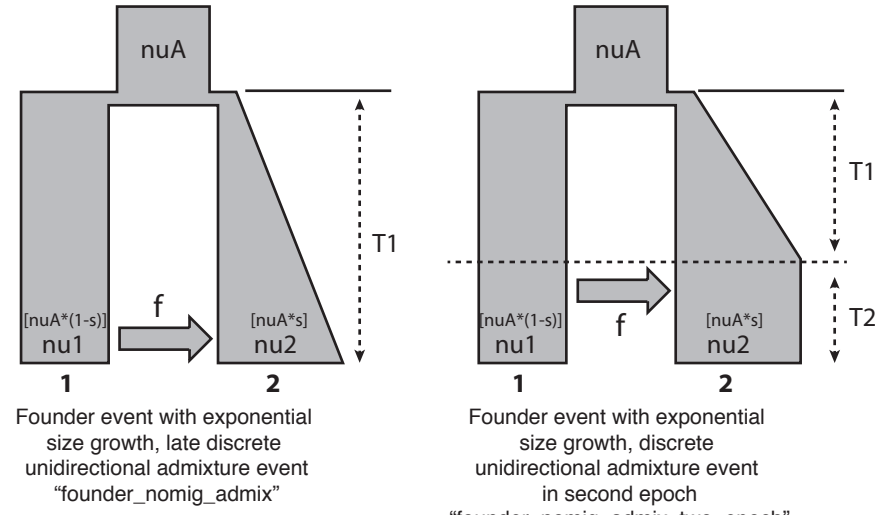 nuA
T1
f
[nuA*(1-s)]
nu1
[nuA*s]
nu2
1
2
Founder event with exponential
size growth, late discrete
unidirectional admixture event
“founder_nomig_admix”
nuA
T1
T2
f
[nuA*(1-s)]
nu1
[nuA*s]
nu2
1
2
Founder event with exponential
size growth, discrete
unidirectional admixture event
in second epoch
“founder_nomig_admix_two_epoch”